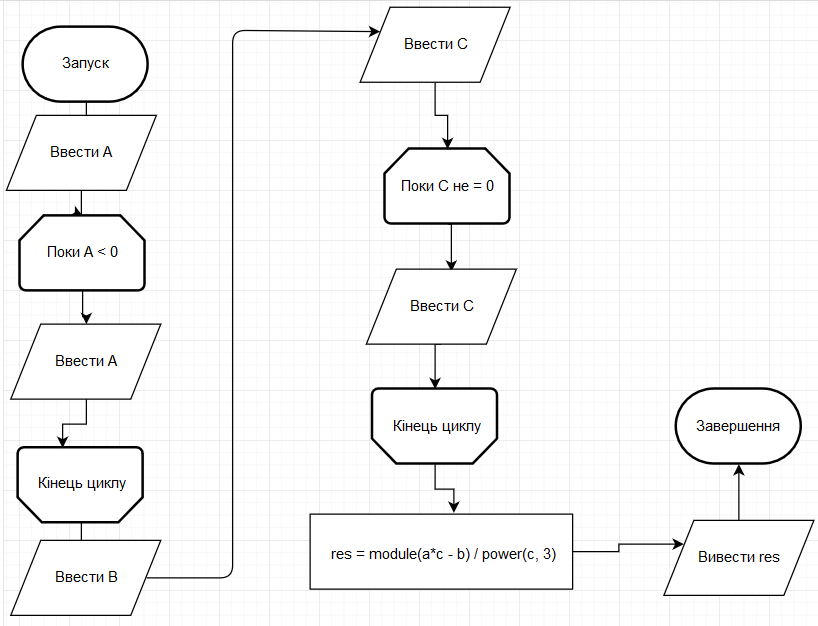 Запуск
Ввести А
Поки А < 0
Ввести А
Кінець циклу
Ввести В
Ввести С
Поки С не = 0
Ввести С
Кінець циклу
res = module(a*c - b) / power(c, 3)
Вивести res
Завершення